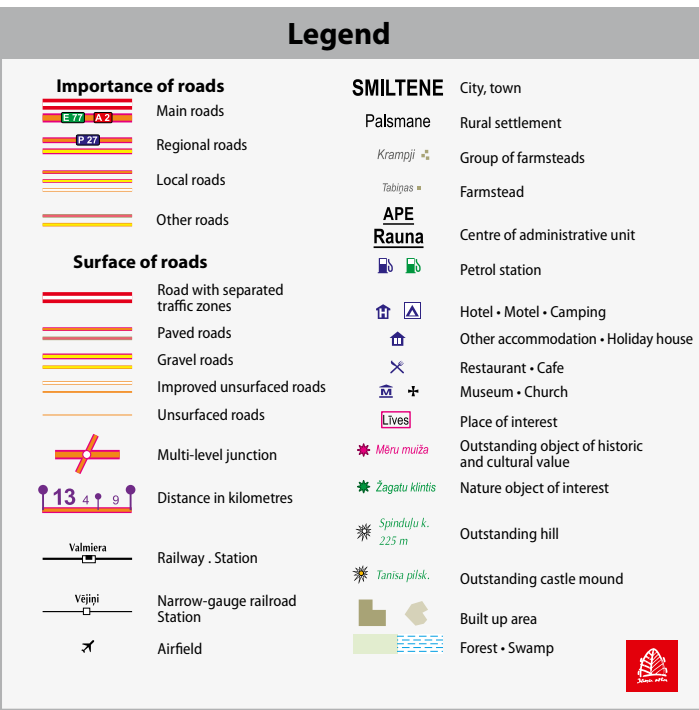 Legend
Importance of roads
E 77 A 2
Main roads
P 27
Regional roads
Local roads
Other roads
Surface of roads
Road with separated
traffic zones
Paved roads
Gravel roads
Improved unsurfaced roads
Unsurfaced roads
Multi-level junction
13 4 9
Distance in kilometres
Valmiera
Railway . Station
Vējiņi
Narrow-gauge railroad
Station
Airfield
SMILTENE
City, town
Palsmane
Rural settlement
Krampji
Group of farmsteads
Tabiņas
Farmstead
APE
Rauna
Centre of administrative unit
Petrol station
H
Hotel • Motel • Camping
Other accommodation • Holiday house
Restaurant • Cafe
M
Museum • Church
Līves
Place of interest
Mēru muiža
Outstanding object of historic
and cultural value
Žagatu klintis
Nature object of interest
Spinduļu k.
225 m
Outstanding hill
Tanīsa pilsk.
Outstanding castle mound
Built up area
Forest • Swamp